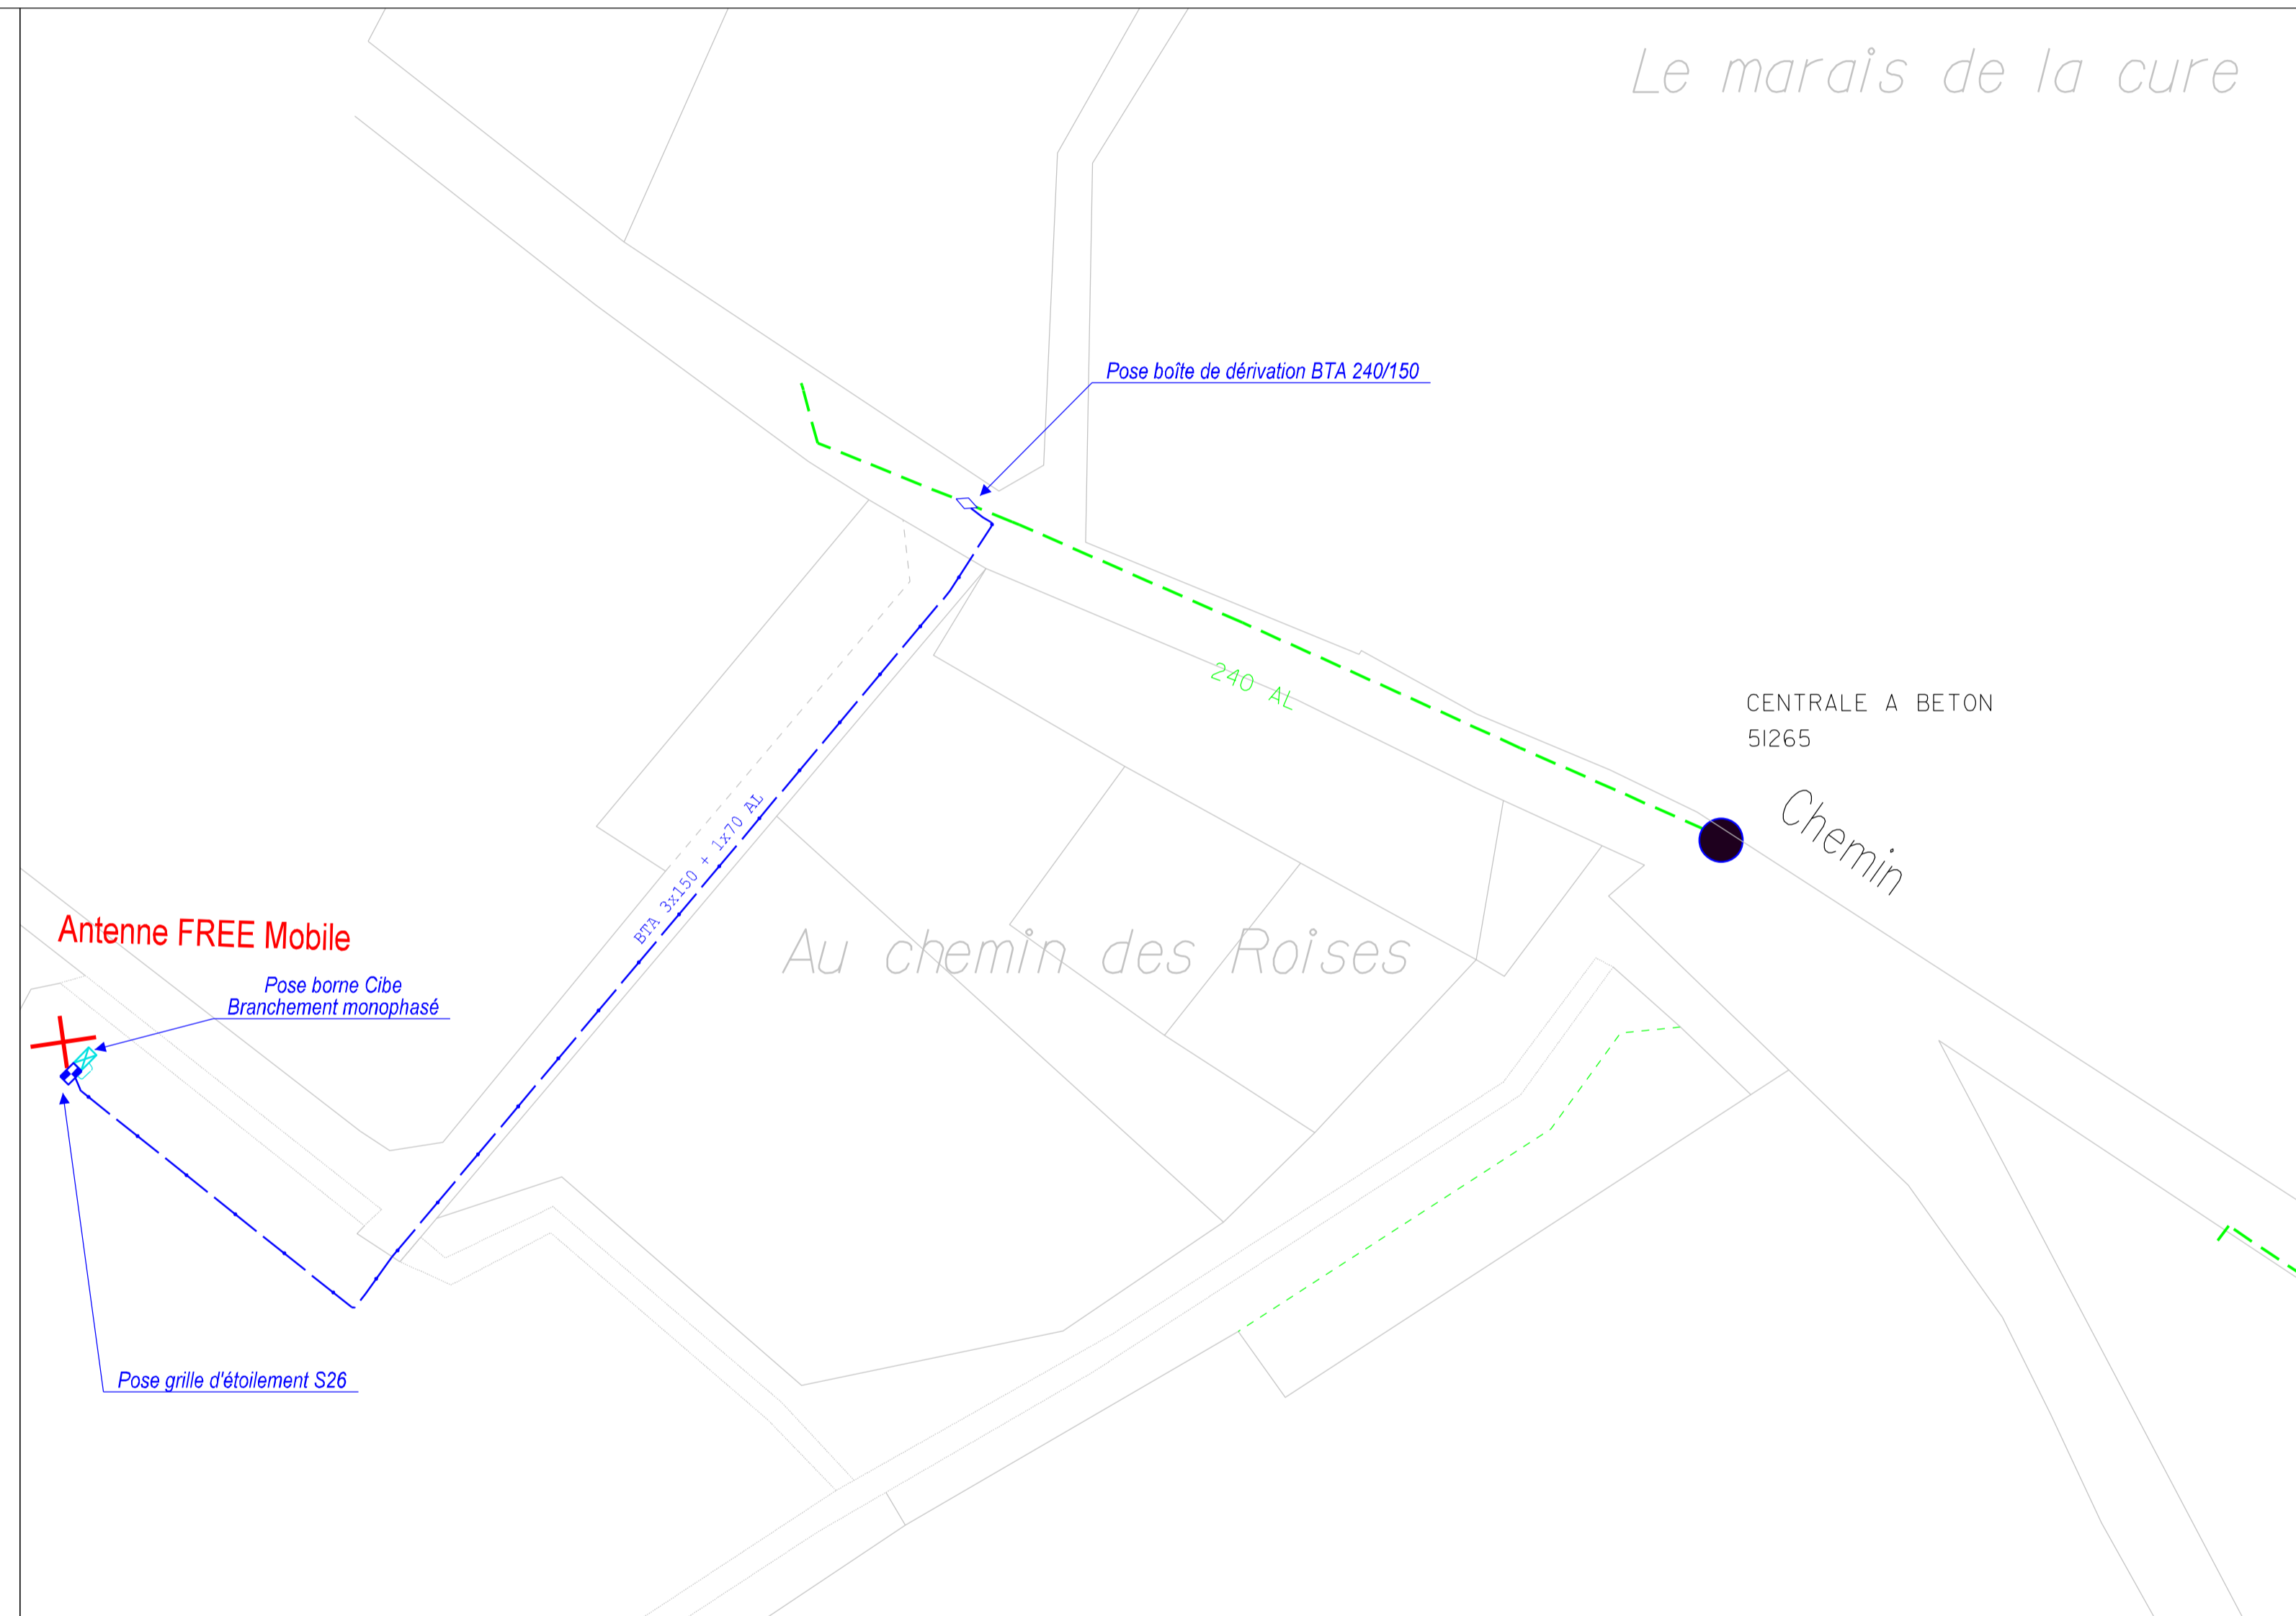 Le marais de la cure
Pose boîte de dérivation BTA 240/150
240 AL
CENTRALE A BETON
51265
Chemin
BTA 3x150 + 1x70 AL
Au chemin des Roises
Antenne FREE Mobile
Pose borne Cibe
Branchement monophasé
Pose grille d'étoilement S26